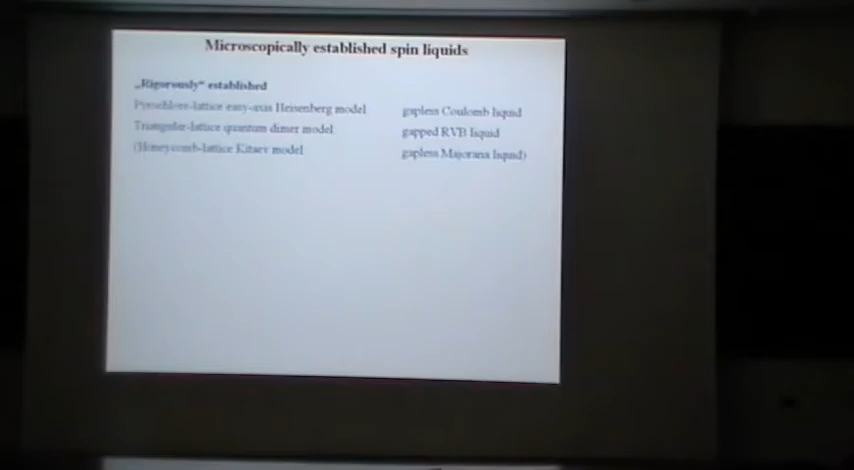 Microscopically established spin liquids
„Rigorously“ established
Pyrochlore-lattice easy-axis Heisenberg model gapless Coulomb liquid
Triangular-lattice quantum dimer model gapped RVB liquid
(Honeycomb-lattice Kitaev model gapless Majorana liquid)